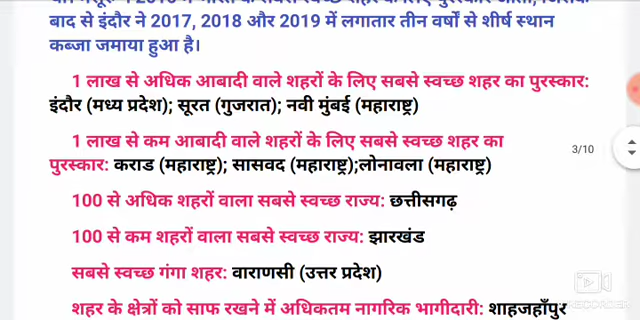 बाद से इंदौर ने 2017, 2018 और 2019 में लगातार तीन वर्षों से शीर्ष स्थान
कब्जा जमाया हुआ है।
1 लाख से अधिक आबादी वाले शहरों के लिए सबसे स्वच्छ शहर का पुरस्कार:
इंदौर (मध्य प्रदेश); सूरत (गुजरात); नवी मुंबई (महाराष्ट्र)
1 लाख से कम आबादी वाले शहरों के लिए सबसे स्वच्छ शहर का
पुरस्कार: कराड (महाराष्ट्र); सासवद (महाराष्ट्र);लोनावला (महाराष्ट्र)
3/10
100 से अधिक शहरों वाला सबसे स्वच्छ राज्य: छत्तीसगढ़
100 से कम शहरों वाला सबसे स्वच्छ राज्य: झारखंड
सबसे स्वच्छ गंगा शहर: वाराणसी (उत्तर प्रदेश)
शहर के क्षेत्रों को साफ रखने में अधिकतम नागरिक भागीदारी: शाहजहाँपुर